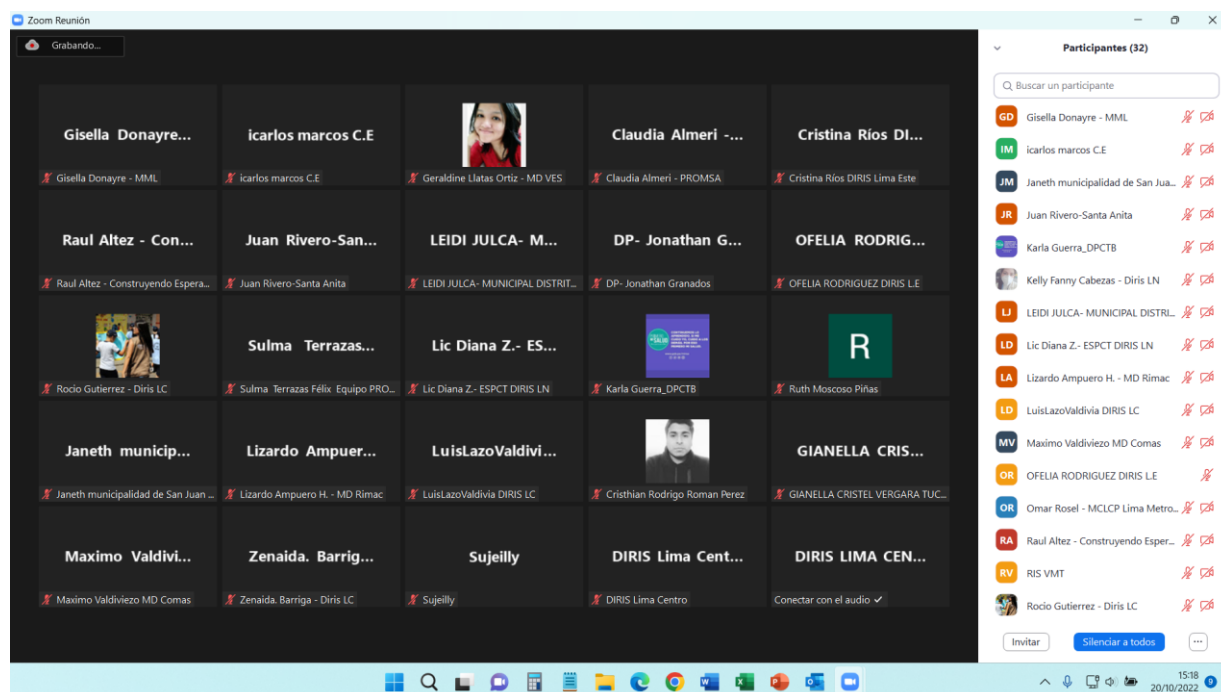 Zoom Reunión
Grabando...
Gisella Donayre...
Gisella Donayre - MML
icarlos marcos C.E
icarlos marcos C.E
Geraldine Llatas Ortiz - MD VES
Claudia Almeri -...
Claudia Almeri - PROMSA
Cristina Ríos DI...
Cristina Ríos DIRIS Lima Este
Raul Altez - Con...
Raul Altez - Construyendo Espera...
Juan Rivero-San...
Juan Rivero-Santa Anita
LEIDI JULCA- M...
LEIDI JULCA- MUNICIPAL DISTRIT...
DP- Jonathan G...
DP- Jonathan Granados
OFELIA RODRIG...
OFELIA RODRIGUEZ DIRIS L.E
Rocio Gutierrez - Diris LC
Sulma Terrazas...
Sulma Terrazas Félix Equipo PRO...
Lic Diana Z.- ES...
Lic Diana Z.- ESPCT DIRIS LN
Karla Guerra_DPCTB
R
Ruth Moscoso Piñas
Janeth municip...
Janeth municipalidad de San Juan ...
Lizardo Ampuer...
Lizardo Ampuero H. - MD Rimac
LuisLazoValdivi...
LuisLazoValdivia DIRIS LC
Cristhian Rodrigo Roman Perez
GIANELLA CRIS...
GIANELLA CRISTEL VERGARA TUC...
Maximo Valdivi...
Maximo Valdiviezo MD Comas
Zenaida. Barrig...
Zenaida. Barriga - Diris LC
Sujeilly
Sujeilly
DIRIS Lima Cent...
DIRIS Lima Centro
DIRIS LIMA CEN...
Conectar con el audio ✓
Participantes (32)
Buscar un participante
GD Gisella Donayre - MML
IM icarlos marcos C.E
JM Janeth municipalidad de San Jua...
JR Juan Rivero-Santa Anita
Karla Guerra_DPCTB
Kelly Fanny Cabezas - Diris LN
LJ LEIDI JULCA- MUNICIPAL DISTRI...
LD Lic Diana Z.- ESPCT DIRIS LN
LA Lizardo Ampuero H. - MD Rimac
LD LuisLazoValdivia DIRIS LC
MV Maximo Valdiviezo MD Comas
OR OFELIA RODRIGUEZ DIRIS L.E
OR Omar Rosel - MCLCP Lima Metro...
RA Raul Altez - Construyendo Esper...
RV RIS VMT
Rocio Gutierrez - Diris LC
Invitar
Silenciar a todos
...
15:18
20/10/2022
9